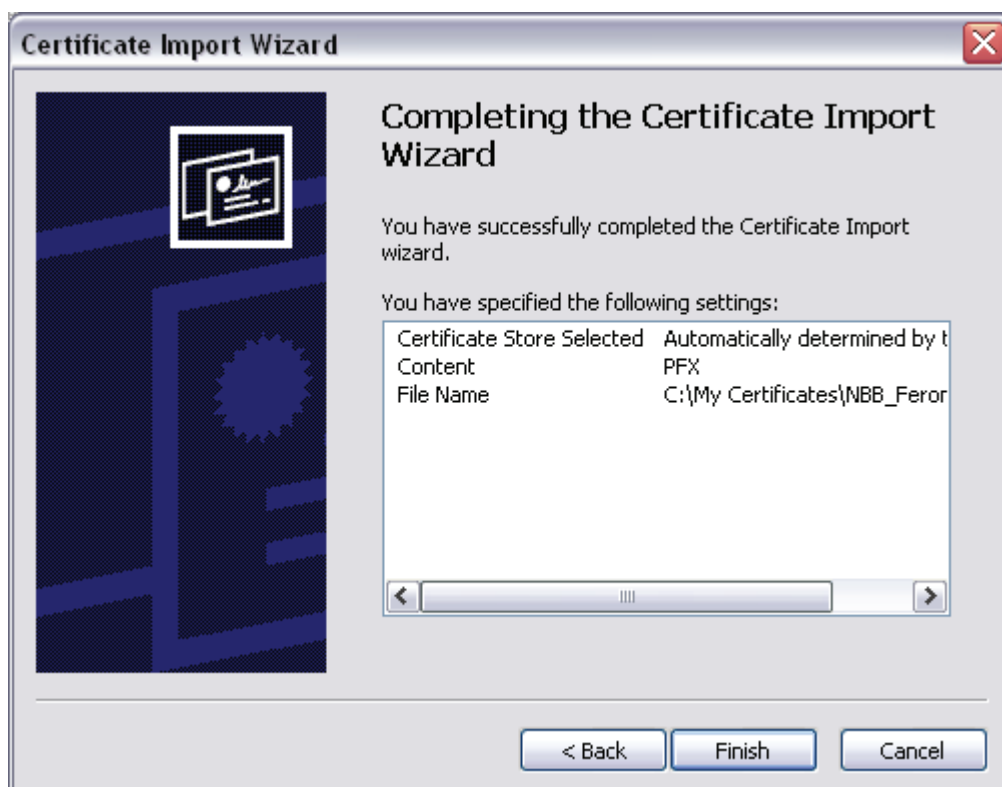 Certificate Import Wizard
Completing the Certificate Import
Wizard
You have successfully completed the Certificate Import
wizard.
You have specified the following settings:
Certificate Store Selected Automatically determined by t
Content PFX
File Name C:\My Certificates\NBB_Feror
< Back Finish Cancel